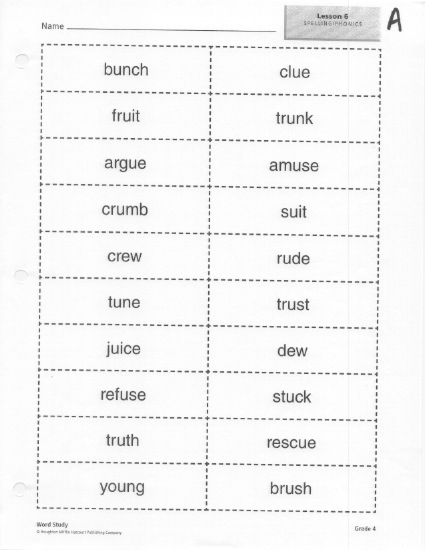 Lesson 6
SPELLING/PHONICS
A
Name
bunch clue
fruit trunk
argue amuse
crumb suit
crew rude
tune trust
juice dew
refuse stuck
truth rescue
young brush
Word Study
© Houghton Mifflin Harcourt Publishing Company
Grade 4